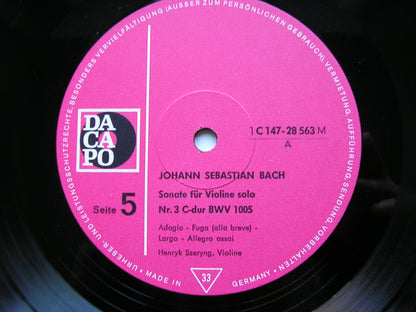 (AUSSER ZUM PERSÖNLICHEN GEBRAUCH), VERMIETUNG, AUFFÜHRUNG, SENDUNG, VORBEHALTEN
URHEBER- UND LEISTUNGSSCHUTZRECHTE, BESONDERS VERVIELFÄLTIGUNG
DA
CA
PO
1 C 147-28 563 M
A
JOHANN SEBASTIAN BACH
Seite 5
Sonate für Violine solo
Nr. 3 C-dur BWV 1005
Adagio - Fuga (alla breve) -
Largo - Allegro assai
Henryk Szeryng, Violine
33
MADE IN GERMANY